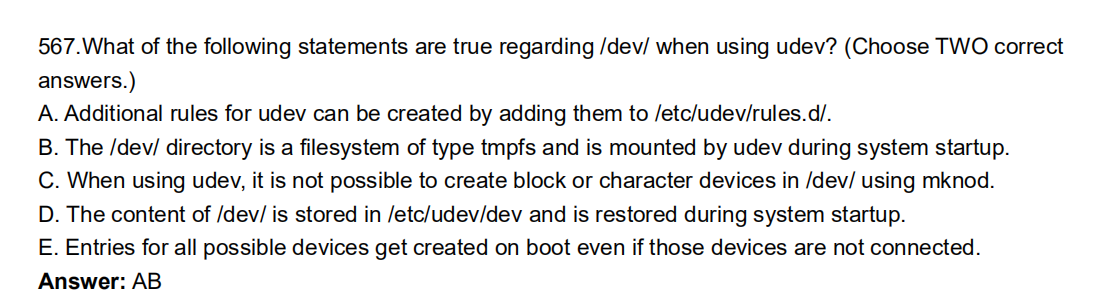 567.What of the following statements are true regarding /dev/ when using udev? (Choose TWO correct
answers.)
A. Additional rules for udev can be created by adding them to /etc/udev/rules.d/.
B. The /dev/ directory is a filesystem of type tmpfs and is mounted by udev during system startup.
C. When using udev, it is not possible to create block or character devices in /dev/ using mknod.
D. The content of /dev/ is stored in /etc/udev/dev and is restored during system startup.
E. Entries for all possible devices get created on boot even if those devices are not connected.
Answer: AB